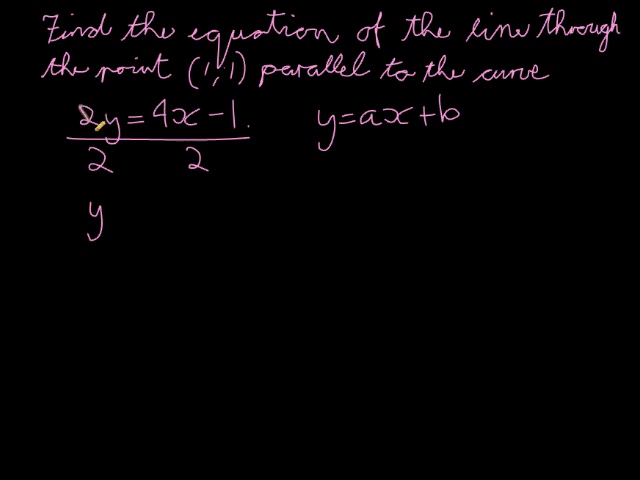 Find the equation of the line through
the point (1;1) parallel to the curve
2y = 4x - 1. y = ax + b
2 2
y